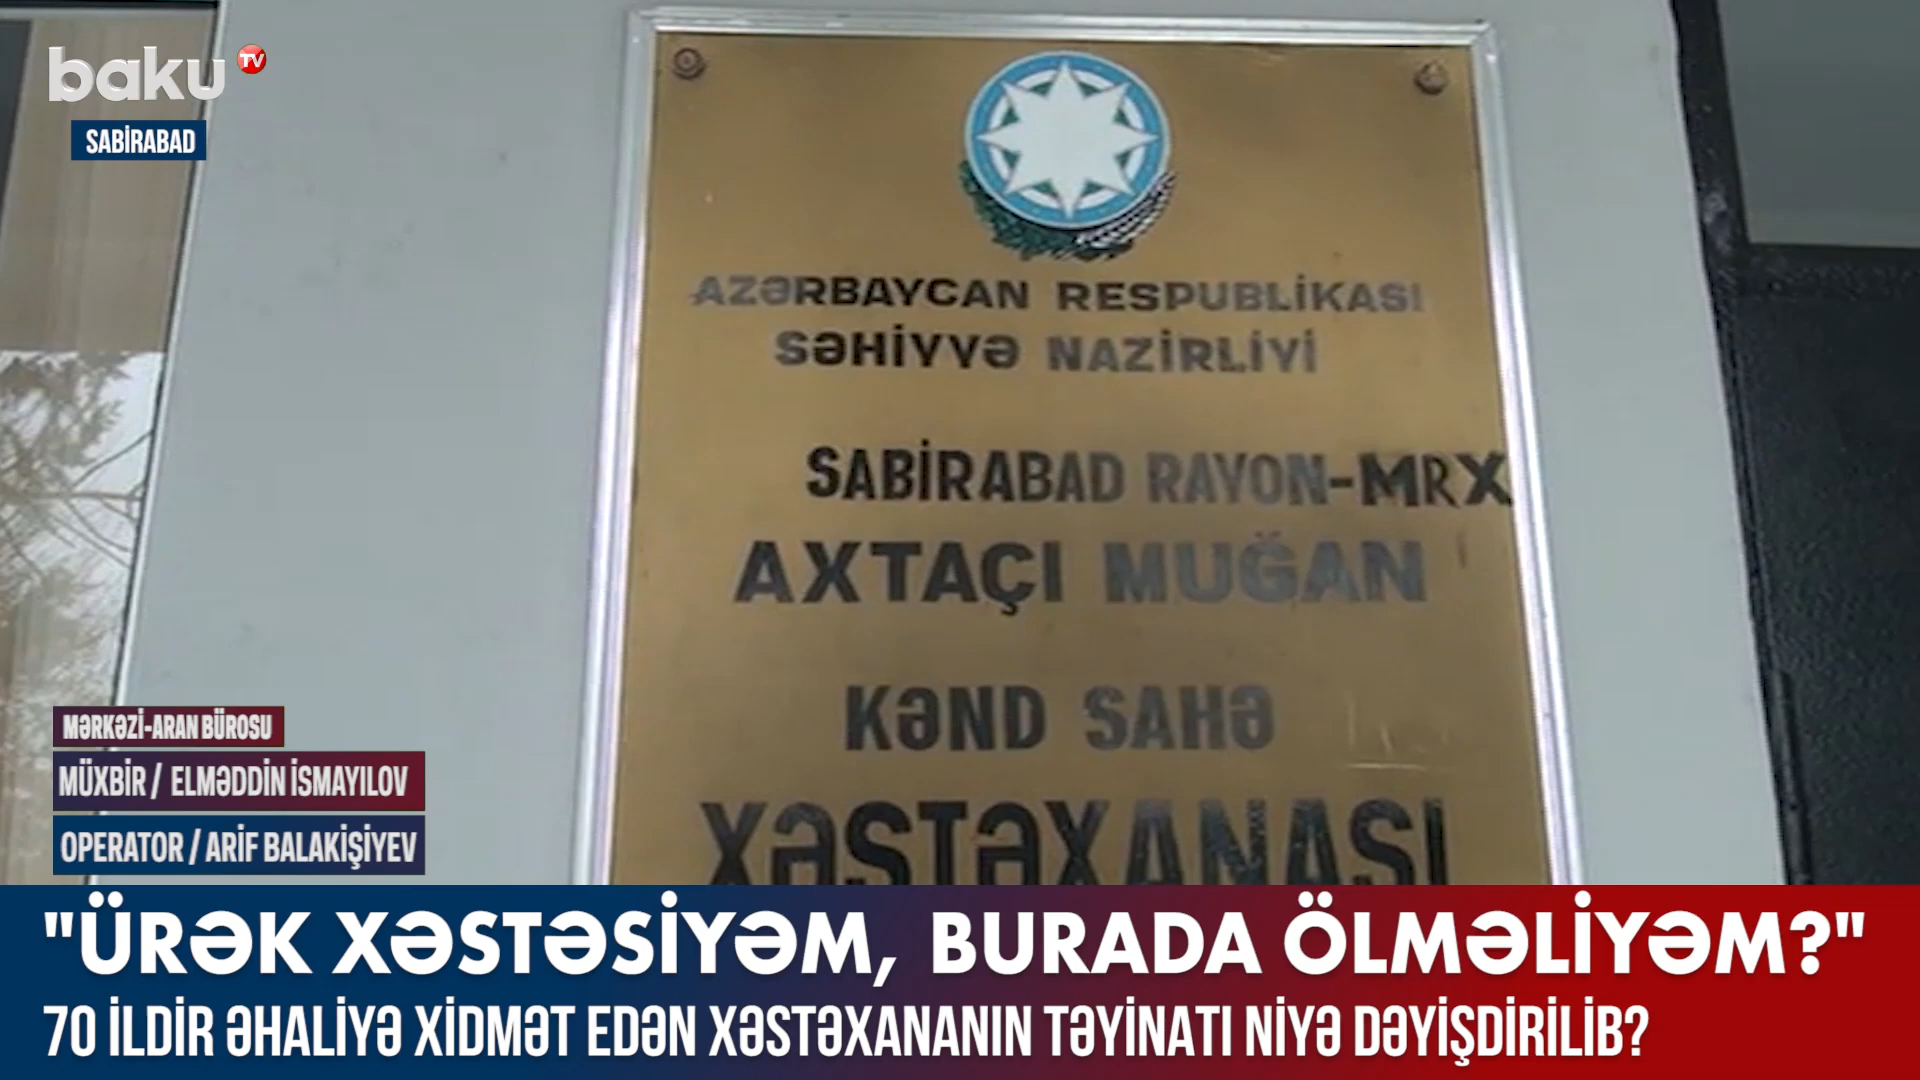 baku TV
SABİRABAD
AZƏRBAYCAN RESPUBLİKASI
SƏHİYYƏ NAZİRLİYİ
SABİRABAD RAYON-MRX
AXTAÇI MUĞAN
KƏND SAHƏ
XƏSTƏXANASI
MƏRKƏZİ-ARAN BÜROSU
MÜXBİR / ELMƏDDİN İSMAYILOV
OPERATOR / ARİF BALAKİŞİYEV
"ÜRƏK XƏSTƏSİYƏM, BURADA ÖLMƏLİYƏM?"
70 İLDİR ƏHALİYƏ XİDMƏT EDƏN XƏSTƏXANANIN TƏYİNATI NİYƏ DƏYİŞDİRİLİB?